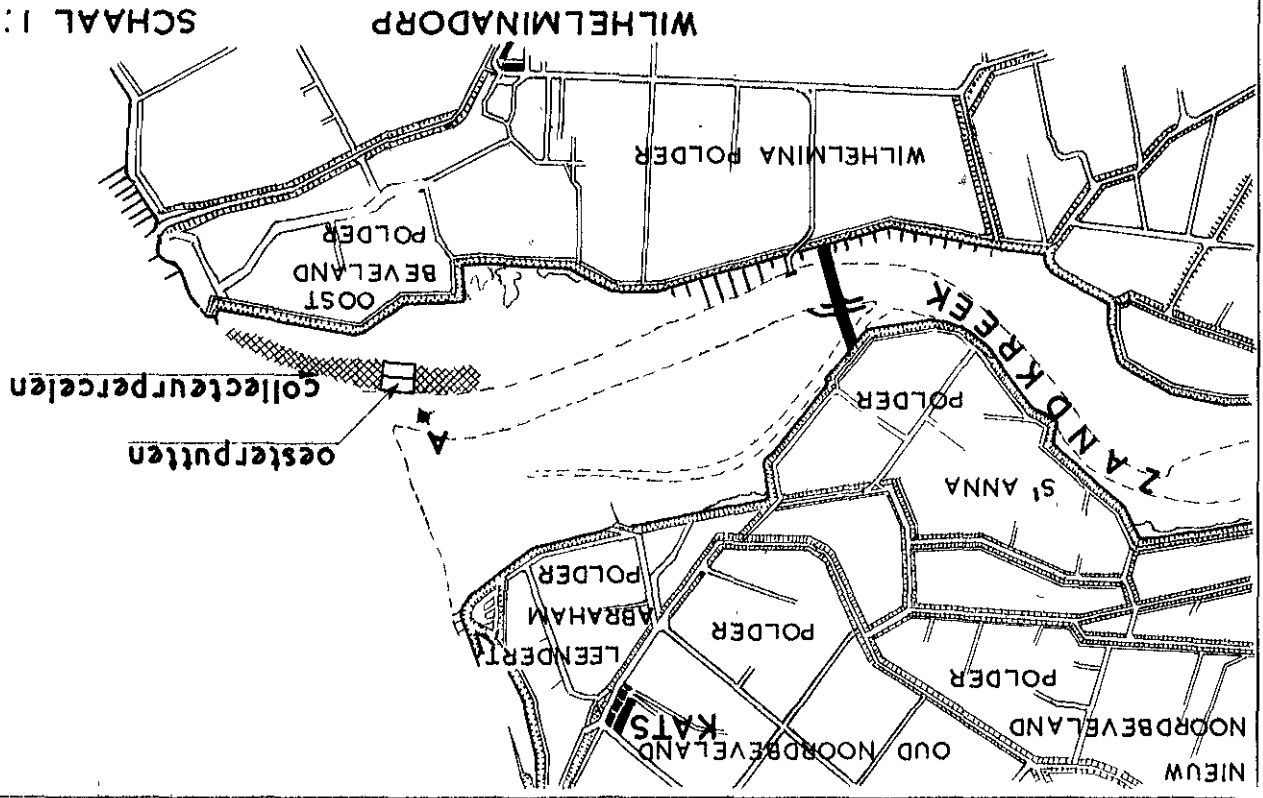 NIEUW
NOORDBEVELAND
POLDER
OUD NOORDBEVELAND
POLDER
KATS
LEENDERT
ABRAHAM
POLDER
Sᵗ ANNA
POLDER
ZANDKREEK
A
oesterputten
collecteurpercelen
OOST
BEVELAND
POLDER
WILHELMINA POLDER
WILHELMINADORP
SCHAAL 1: